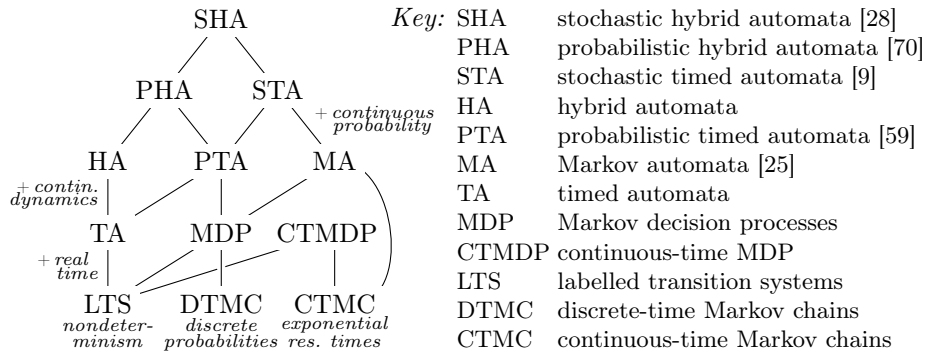 SHA
PHA STA
+ continuous
probability
HA PTA MA
+ contin.
dynamics
TA MDP CTMDP
+ real
time
LTS DTMC CTMC
nondeter- discrete exponential
minism probabilities res. times
Key: SHA stochastic hybrid automata [28]
PHA probabilistic hybrid automata [70]
STA stochastic timed automata [9]
HA hybrid automata
PTA probabilistic timed automata [59]
MA Markov automata [25]
TA timed automata
MDP Markov decision processes
CTMDP continuous-time MDP
LTS labelled transition systems
DTMC discrete-time Markov chains
CTMC continuous-time Markov chains